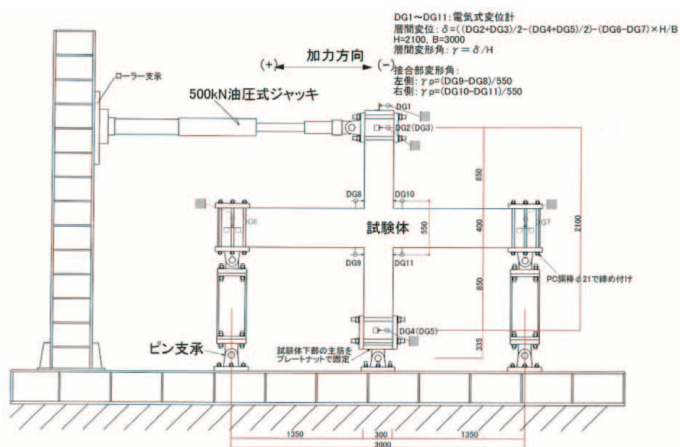 DG1～DG11：電気式変位計
層間変位：δ=((DG2+DG3)/2-(DG4+DG5)/2)-(DG6-DG7)×H/B
H=2100, B=3000
層間変形角：γ=δ/H
加力方向
(+)
(-)
接合部変形角：
左側：γp=(DG9-DG8)/550
右側：γp=(DG10-DG11)/550
ローラー支承
500kN油圧式ジャッキ
DG1
DG2(DG3)
850
2100
DG8
DG10
DG7
試験体
550
400
DG9
DG11
PC鋼棒φ21で締め付け
850
DG4(DG5)
ピン支承
試験体下部の主筋を
プレートナットで固定
335
1350
300
1350
3000